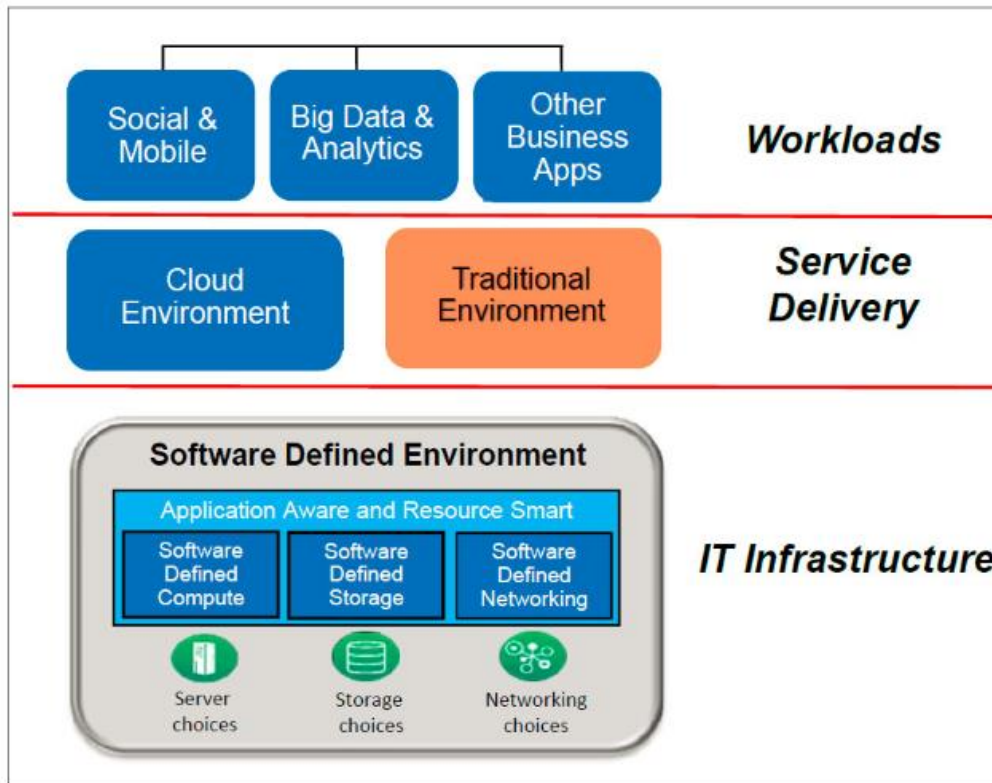 Social &
Mobile
Big Data &
Analytics
Other
Business
Apps
Workloads
Cloud
Environment
Traditional
Environment
Service
Delivery
Software Defined Environment
Application Aware and Resource Smart
Software
Defined
Compute
Software
Defined
Storage
Software
Defined
Networking
IT Infrastructure
Server
choices
Storage
choices
Networking
choices